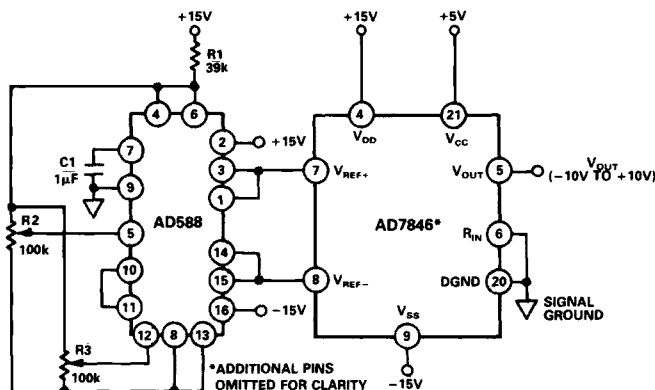 +15V
+15V
+5V
R1
39k
4
6
4
21
V_DD
V_CC
7
2
+15V
C1
1µF
3
7
V_REF+
V_OUT
5
V_OUT
(−10V TO +10V)
9
1
AD588
AD7846*
R2
100k
5
R_IN
6
14
10
15
8
V_REF−
DGND
20
11
16
−15V
V_SS
SIGNAL
GROUND
12
8
13
9
R3
100k
*ADDITIONAL PINS
OMITTED FOR CLARITY
−15V